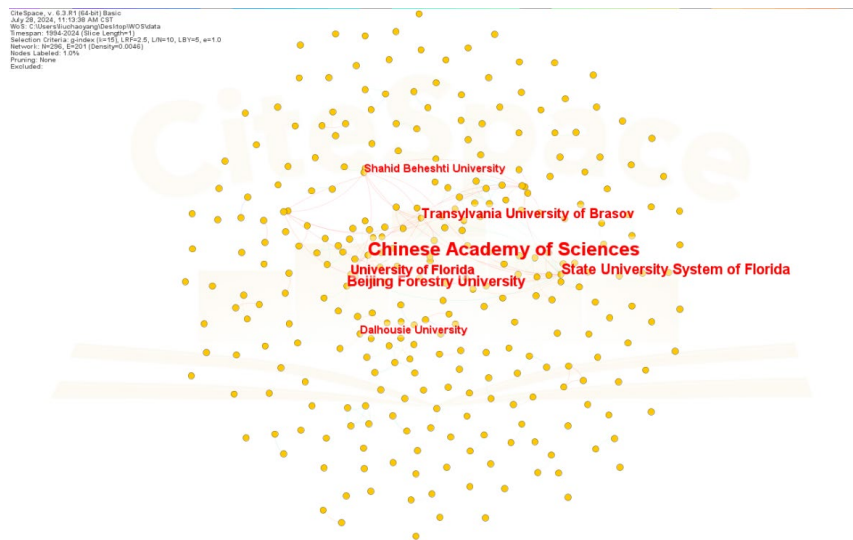 CiteSpace, v. 6.3.R1 (64-bit) Basic
July 28, 2024, 11:13:38 AM CST
WoS: C:\Users\liuchaoyang\Desktop\WOS\data
Timespan: 1994-2024 (Slice Length=1)
Selection Criteria: g-index (k=15), LRF=2.5, L/N=10, LBY=5, e=1.0
Network: N=296, E=201 (Density=0.0046)
Nodes Labeled: 1.0%
Pruning: None
Excluded:
CiteSpace
Shahid Beheshti University
Transylvania University of Brasov
Chinese Academy of Sciences
University of Florida
State University System of Florida
Beijing Forestry University
Dalhousie University